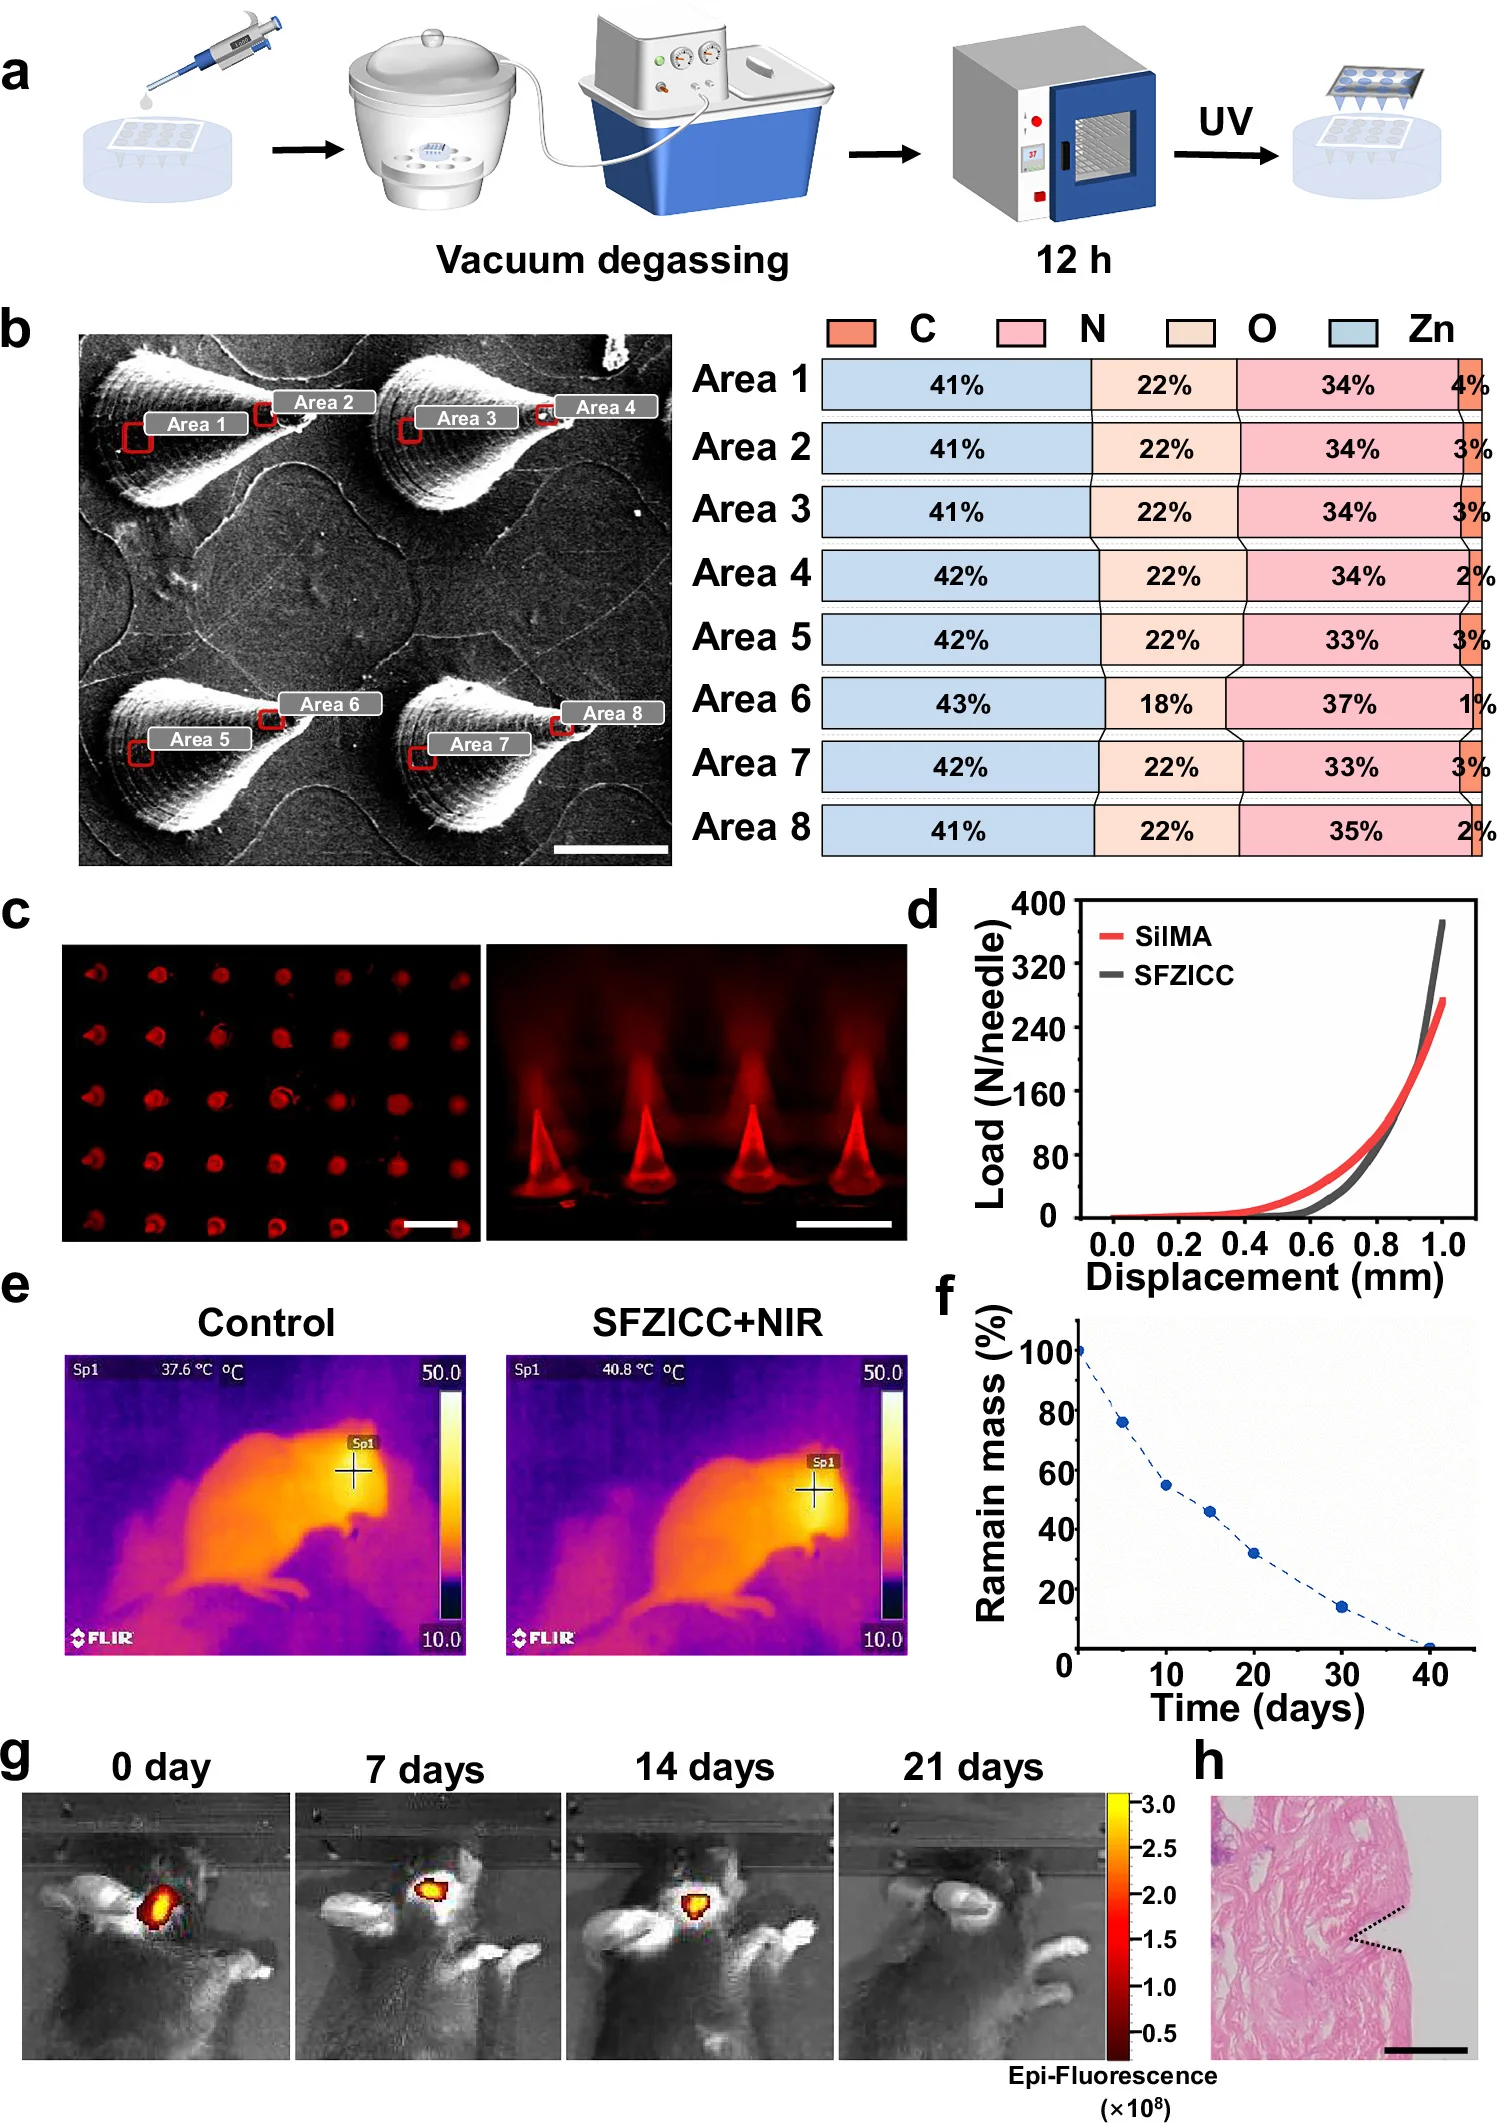 a
UV
37
Vacuum degassing
12 h
b
C N O Zn
Area 1
Area 2
Area 3
Area 4
Area 5
Area 6
Area 7
Area 8
Area 1 41% 22% 34% 4%
Area 2 41% 22% 34% 3%
Area 3 41% 22% 34% 3%
Area 4 42% 22% 34% 2%
Area 5 42% 22% 33% 3%
Area 6 43% 18% 37% 1%
Area 7 42% 22% 33% 3%
Area 8 41% 22% 35% 2%
c
d
Load (N/needle)
400
320
240
160
80
0
SilMA
SFZICC
0.0 0.2 0.4 0.6 0.8 1.0
Displacement (mm)
e
Control
Sp1 37.6 °C °C 50.0
Sp1
FLIR 10.0
SFZICC+NIR
Sp1 40.8 °C °C 50.0
Sp1
FLIR 10.0
f
Ramain mass (%)
100
80
60
40
20
0
10 20 30 40
Time (days)
g
0 day 7 days 14 days 21 days
3.0
2.5
2.0
1.5
1.0
0.5
Epi-Fluorescence
(×10⁸)
h